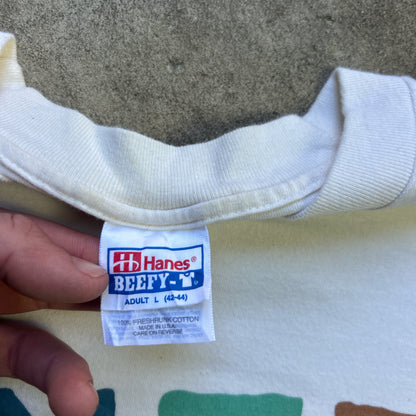 H Hanes®
BEEFY-T®
ADULT L (42-44)
100% PRESHRUNK COTTON
MADE IN U.S.A.
CARE ON REVERSE